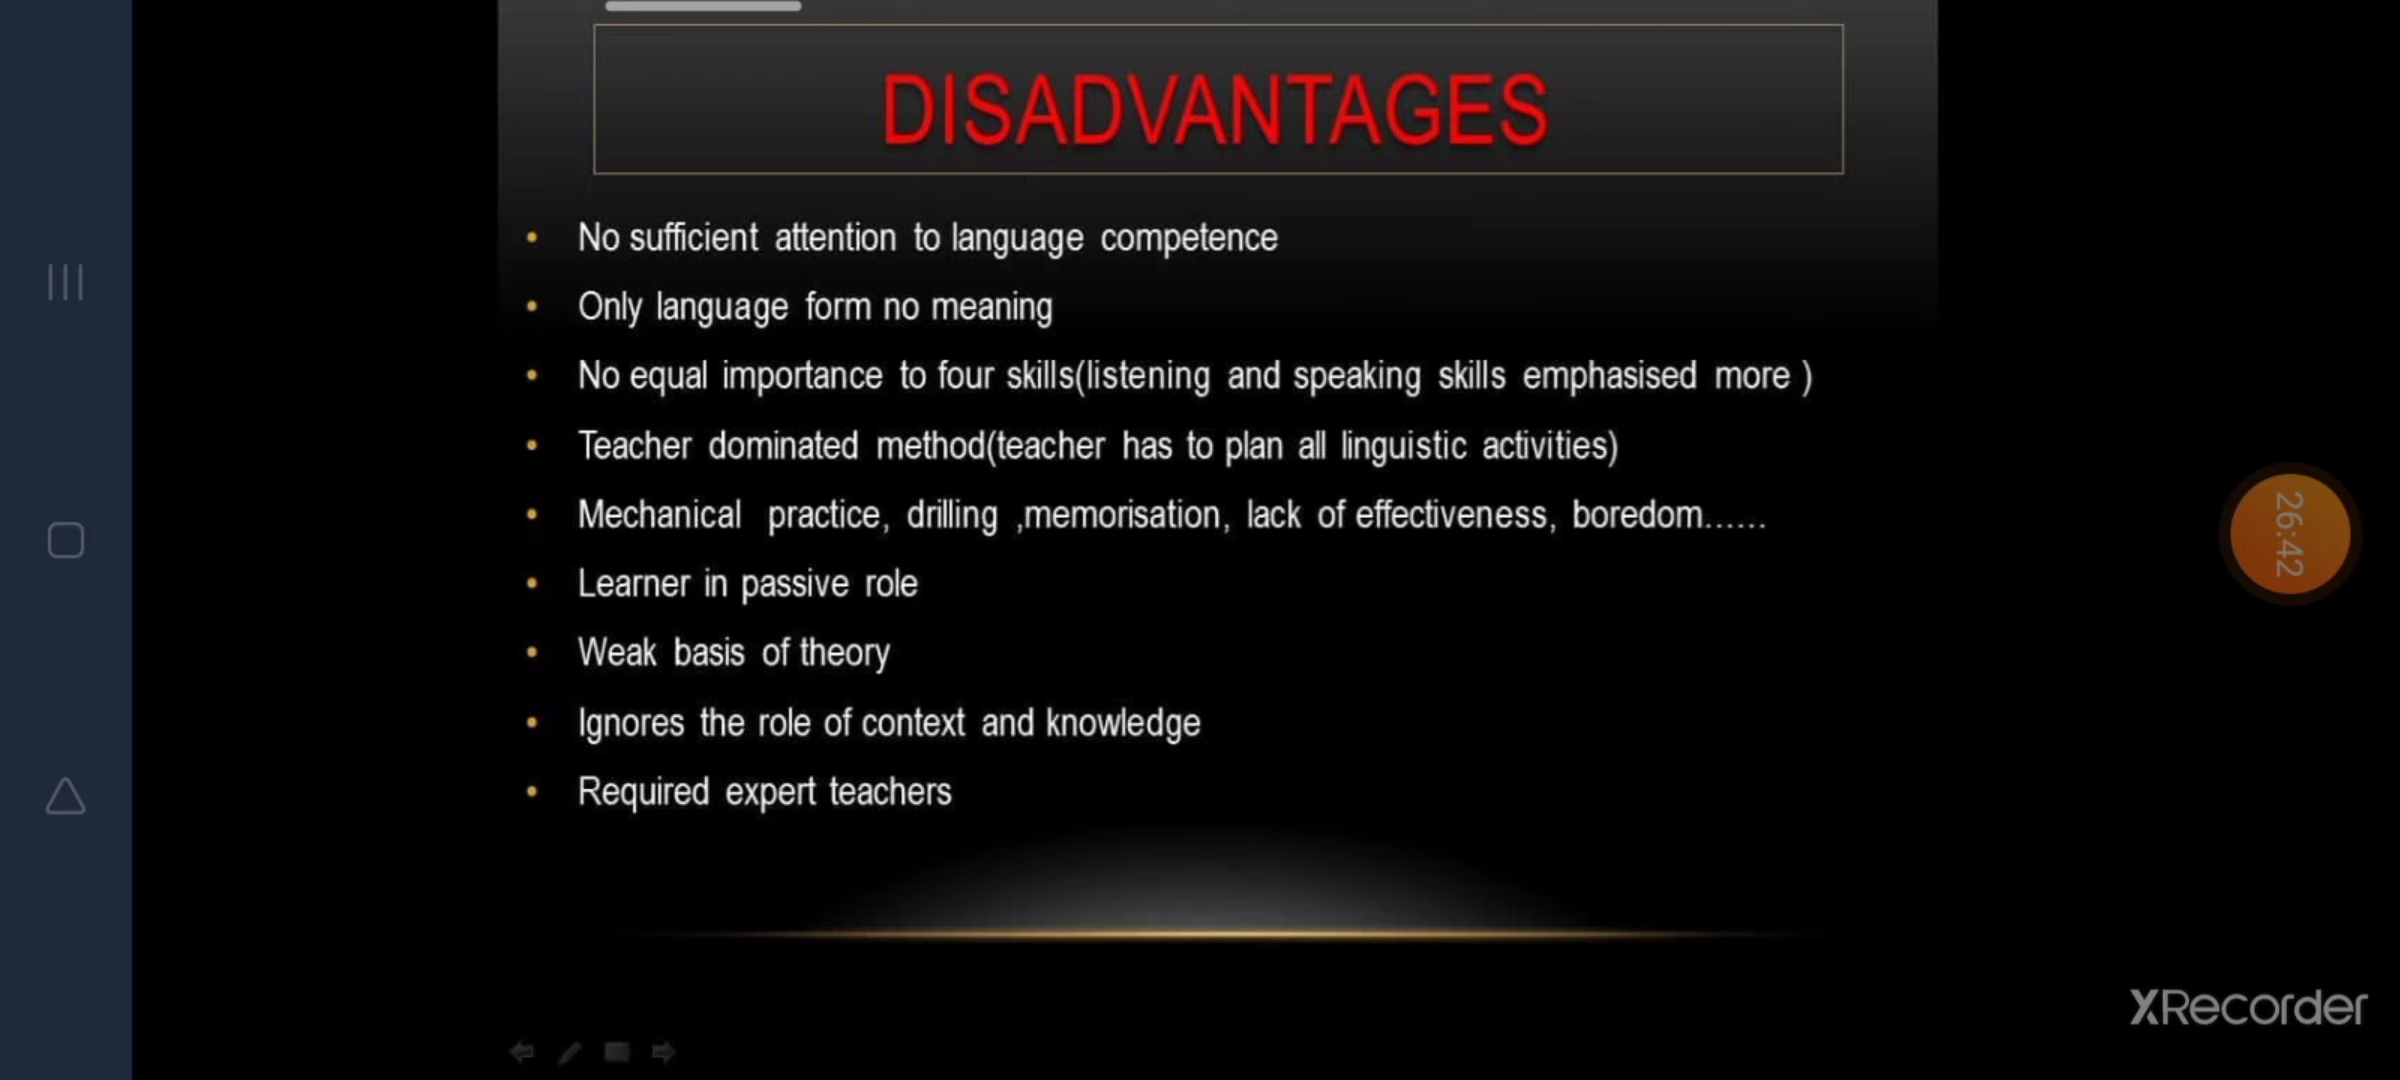 DISADVANTAGES
• No sufficient attention to language competence
• Only language form no meaning
• No equal importance to four skills(listening and speaking skills emphasised more )
• Teacher dominated method(teacher has to plan all linguistic activities)
• Mechanical practice, drilling ,memorisation, lack of effectiveness, boredom......
• Learner in passive role
• Weak basis of theory
• Ignores the role of context and knowledge
• Required expert teachers
26:42
XRecorder